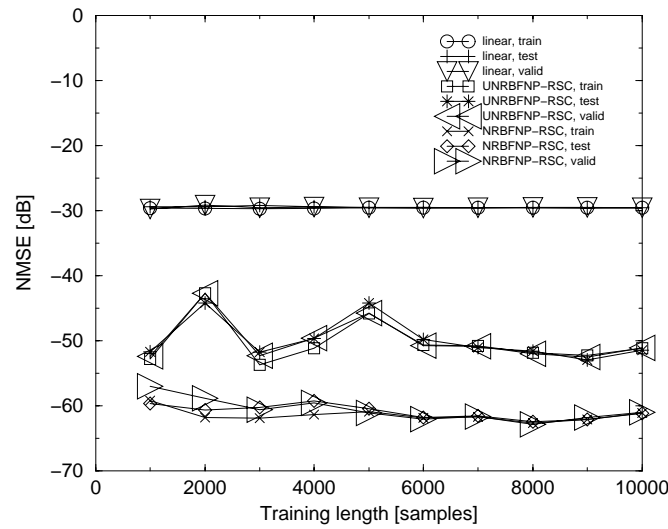 0
−10
−20
−30
−40
−50
−60
−70
NMSE [dB]
linear, train
linear, test
linear, valid
UNRBFNP−RSC, train
UNRBFNP−RSC, test
UNRBFNP−RSC, valid
NRBFNP−RSC, train
NRBFNP−RSC, test
NRBFNP−RSC, valid
0 2000 4000 6000 8000 10000
Training length [samples]